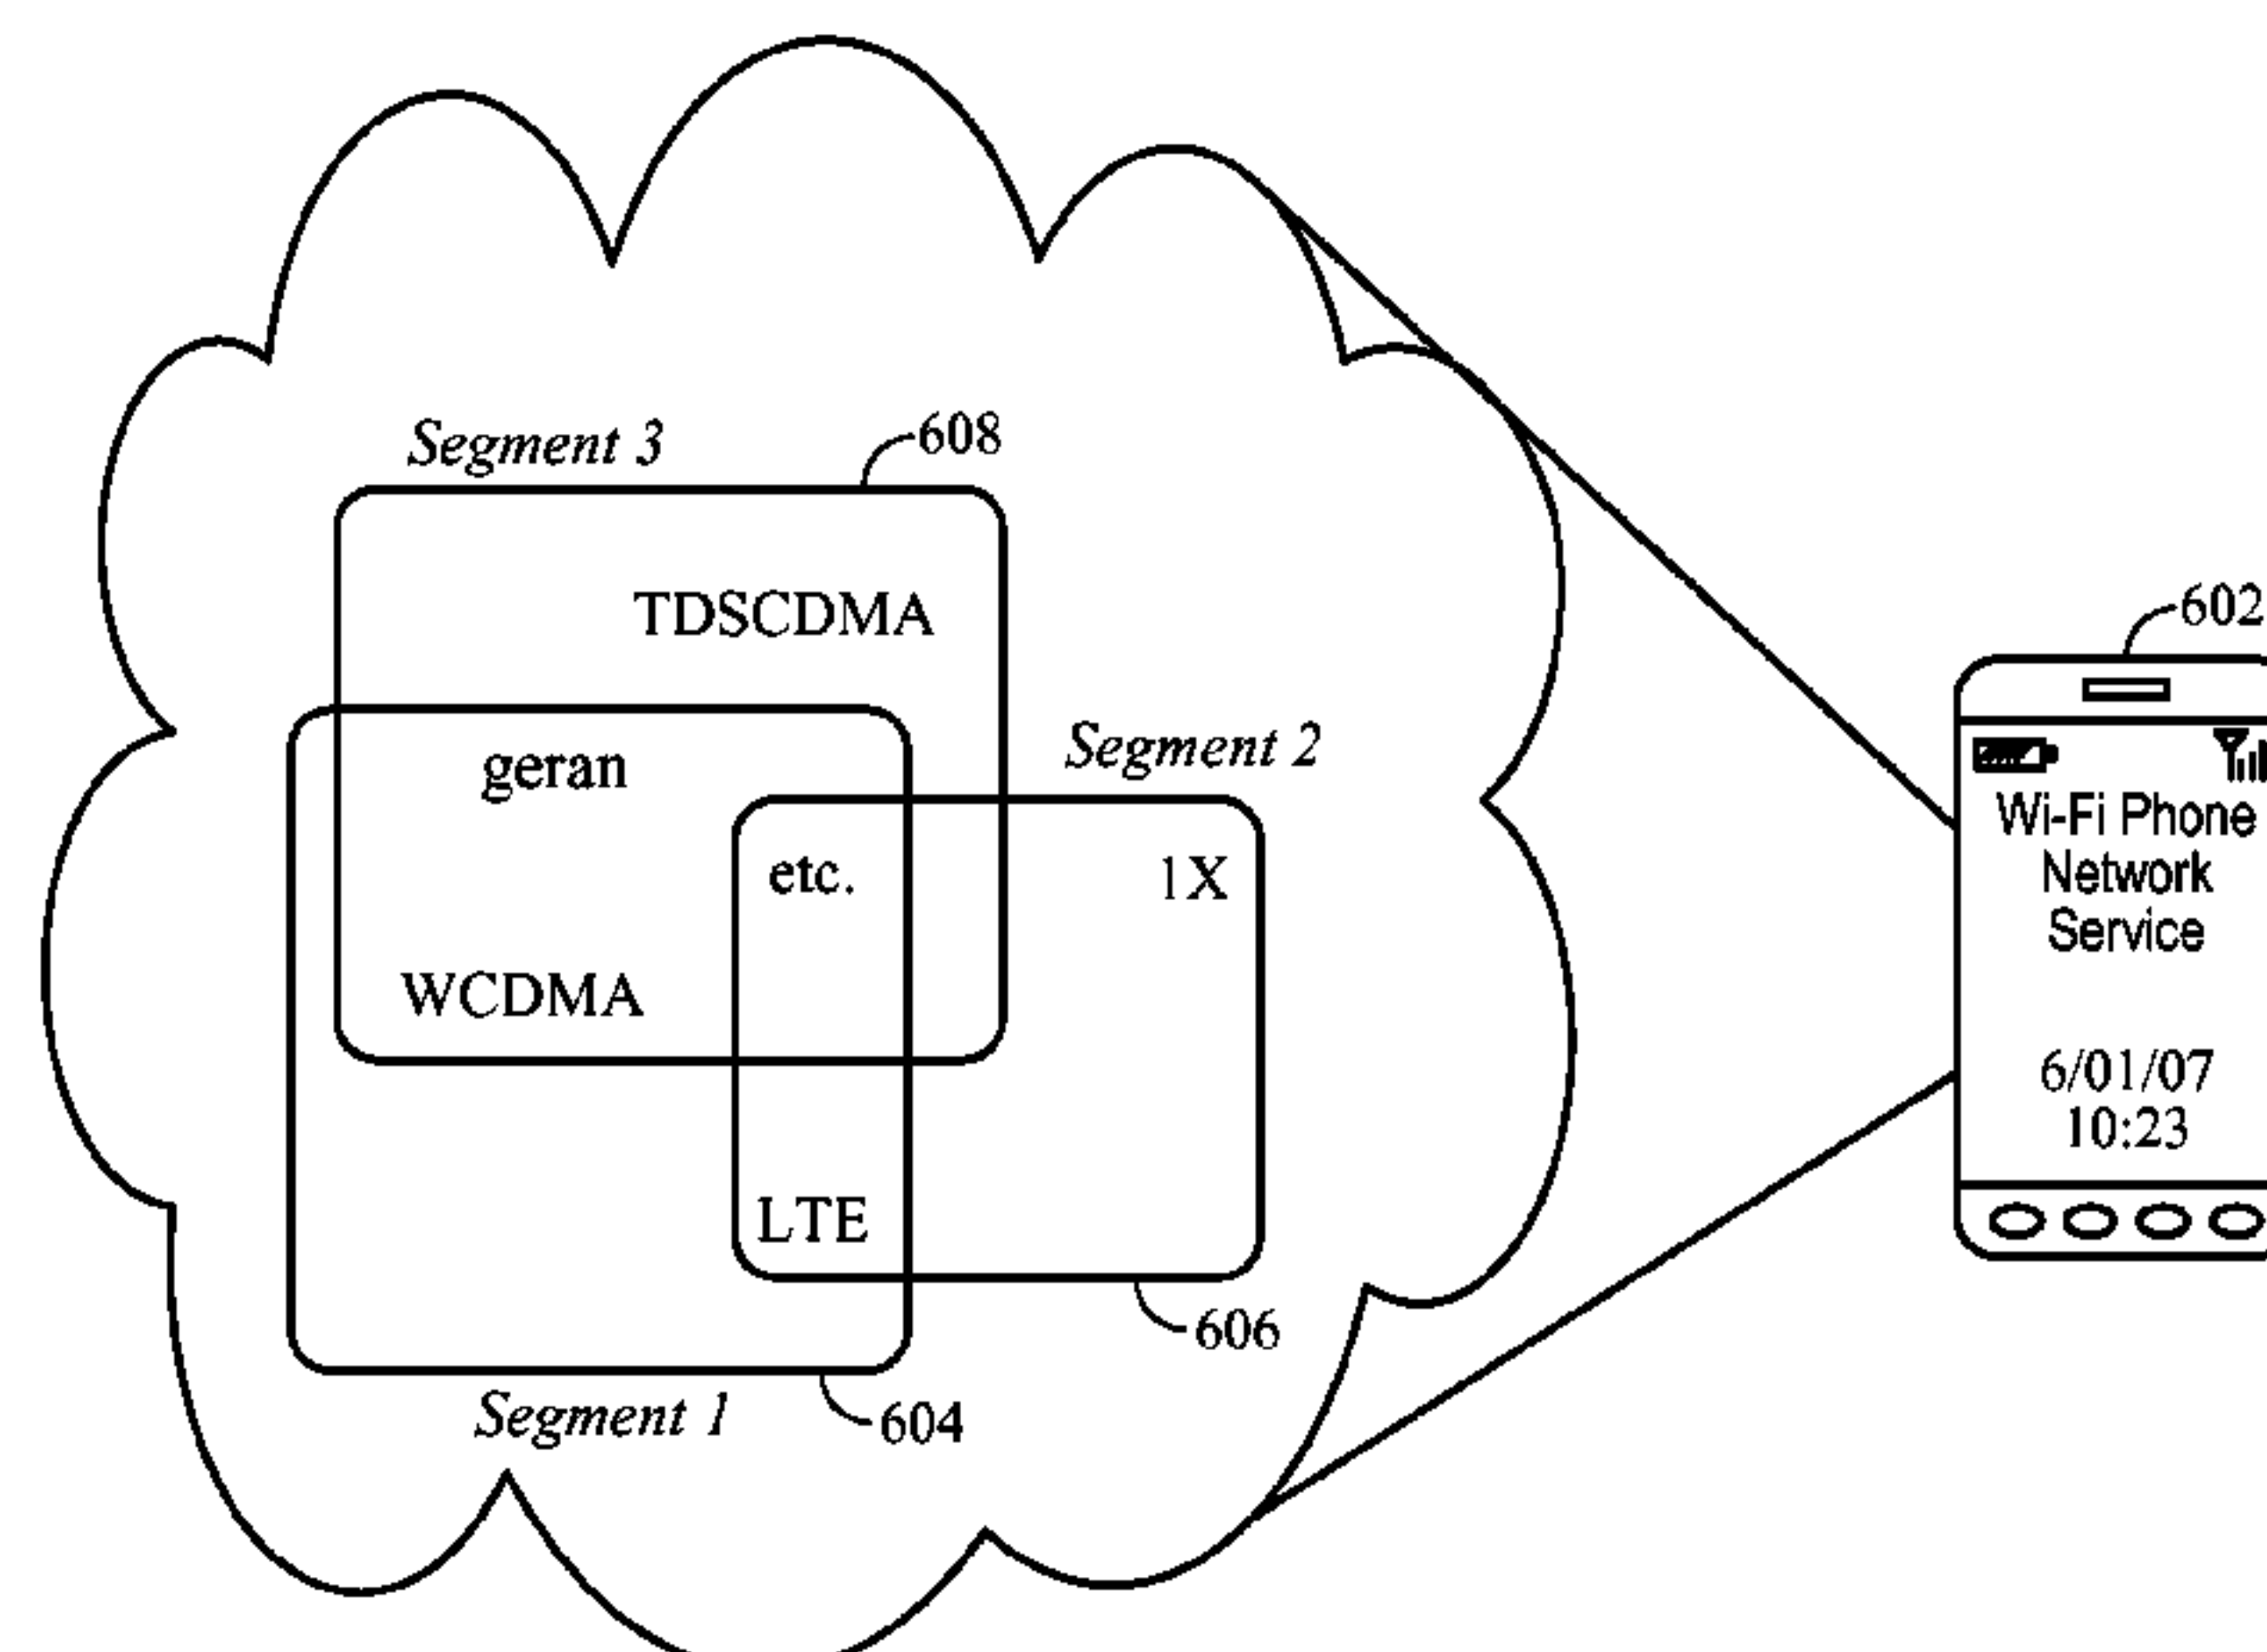 Segment 3
608
TDSCDMA
602
geran
Segment 2
etc.
1X
Wi-Fi Phone
Network
Service
WCDMA
6/01/07
10:23
LTE
606
Segment 1
604